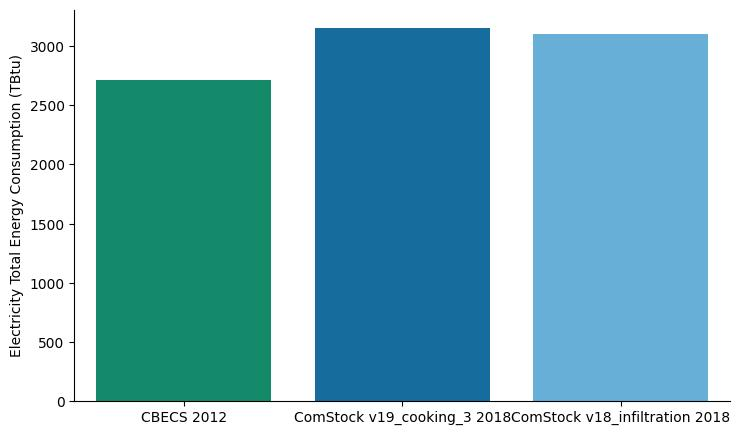 Electricity Total Energy Consumption (TBtu)
3000
2500
2000
1500
1000
500
0
CBECS 2012
ComStock v19_cooking_3 2018
ComStock v18_infiltration 2018